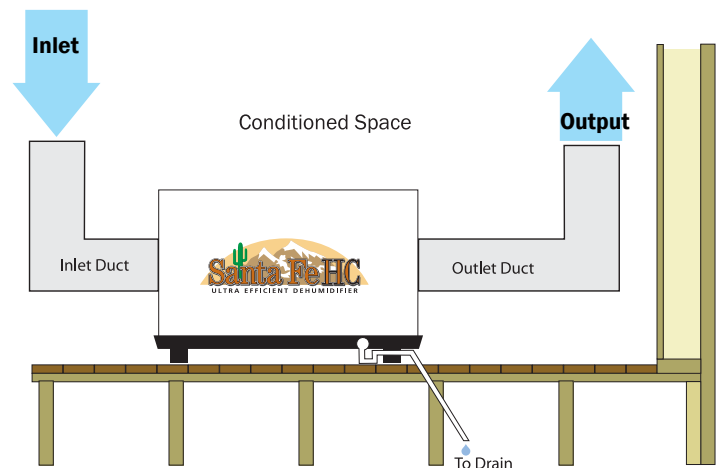 Inlet
Output
Conditioned Space
Inlet Duct
Santa Fe HC
ULTRA EFFICIENT DEHUMIDIFIER
Outlet Duct
To Drain